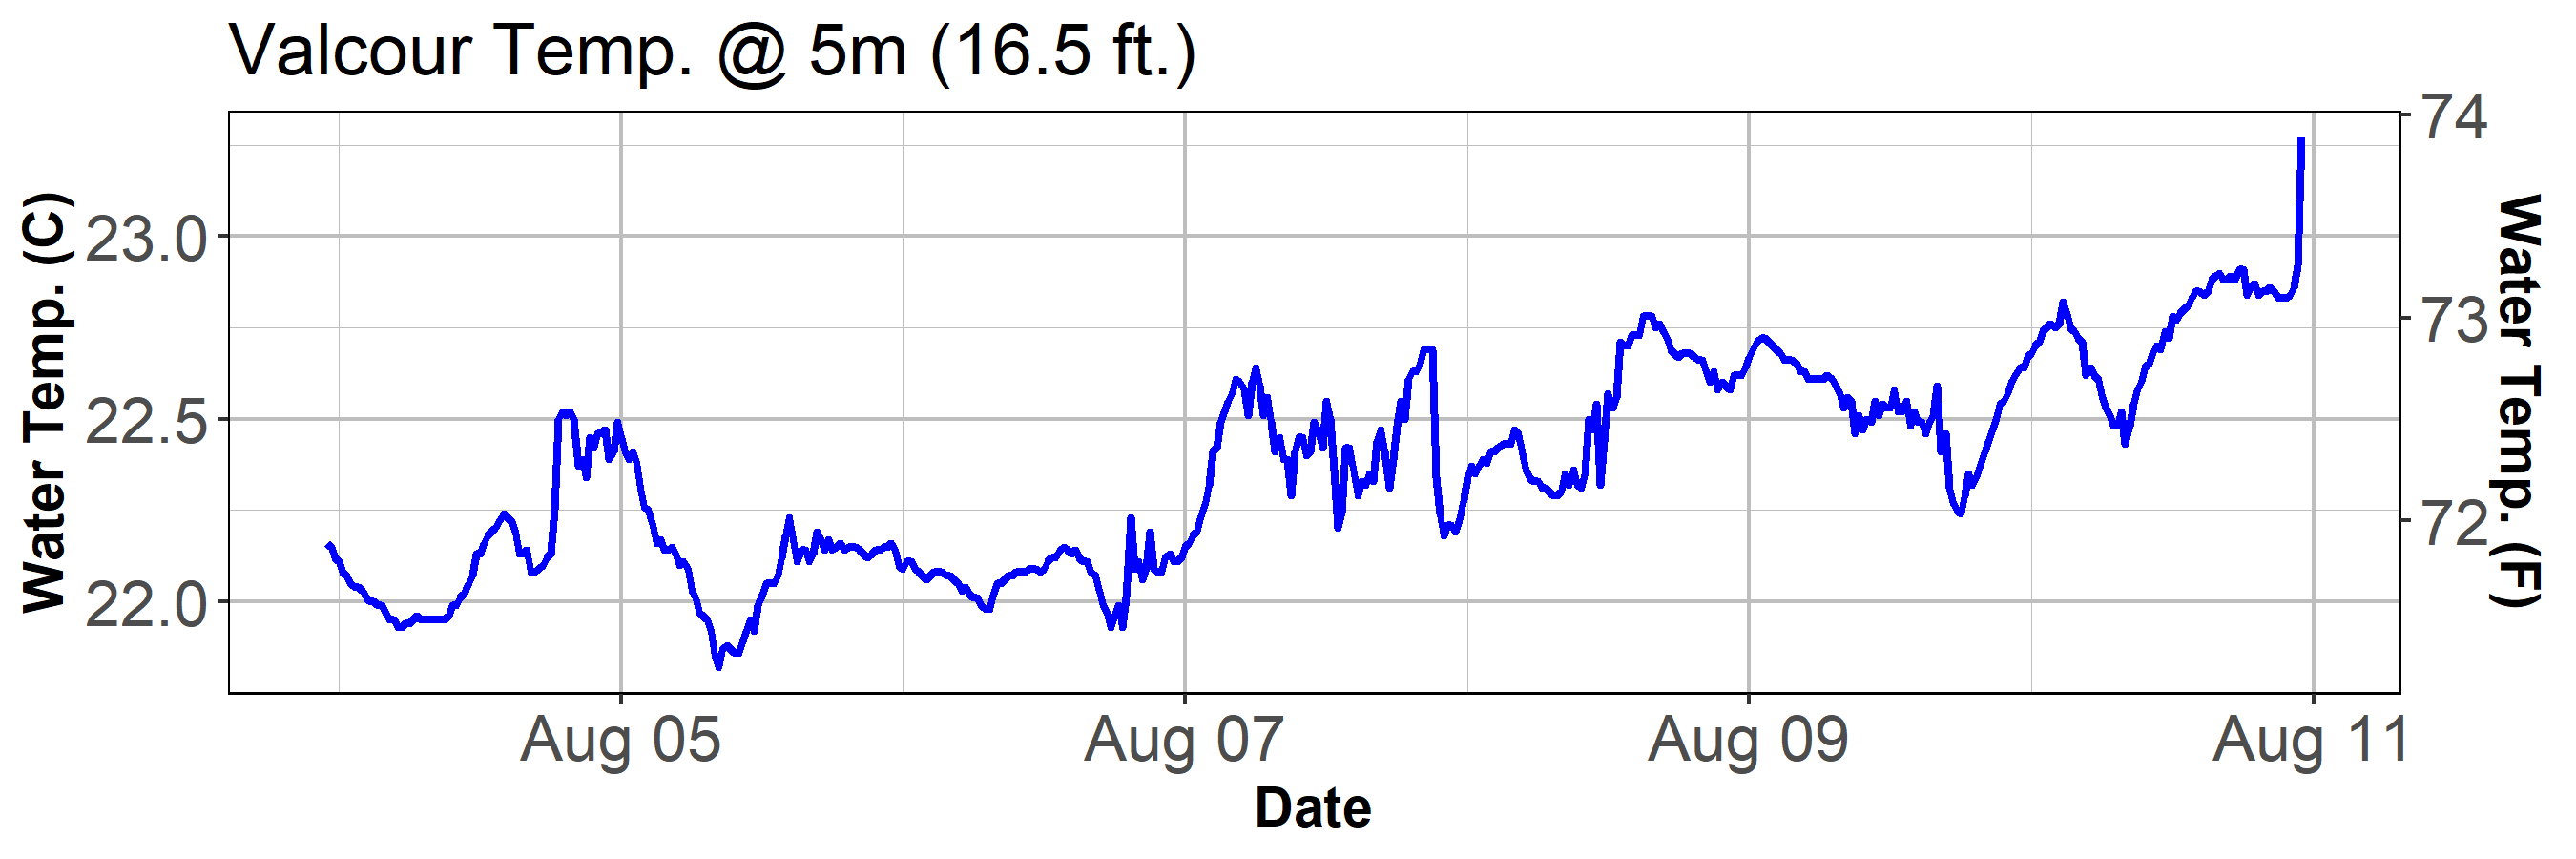 Valcour Temp. @ 5m (16.5 ft.)
Water Temp. (C)
23.0
22.5
22.0
74
73
72
Water Temp. (F)
Aug 05
Aug 07
Aug 09
Aug 11
Date